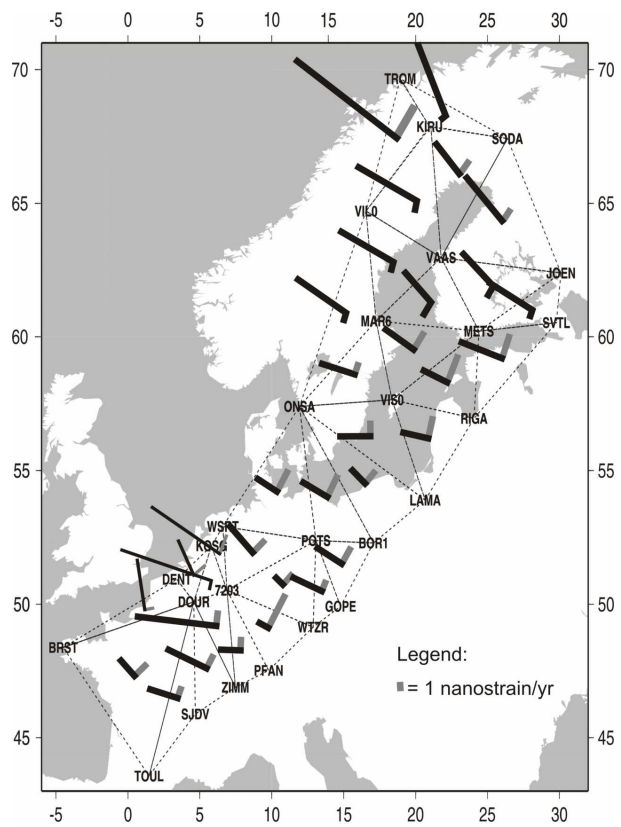 -5 0 5 10 15 20 25 30
70 70
TROM
KIRU
SODA
65 65
VIL0
VAAS
JOEN
MAR6
SVTL
METS
60 60
VIS0
ONSA
RIGA
55 55
LAMA
WSRT
PGTS
BOR1
KOSG
DENT
7203
DOUR
GOPE
50 50
WTZR
BRST
Legend:
PFAN
ZIMM
= 1 nanostrain/yr
SJDV
45 45
TOUL
-5 0 5 10 15 20 25 30